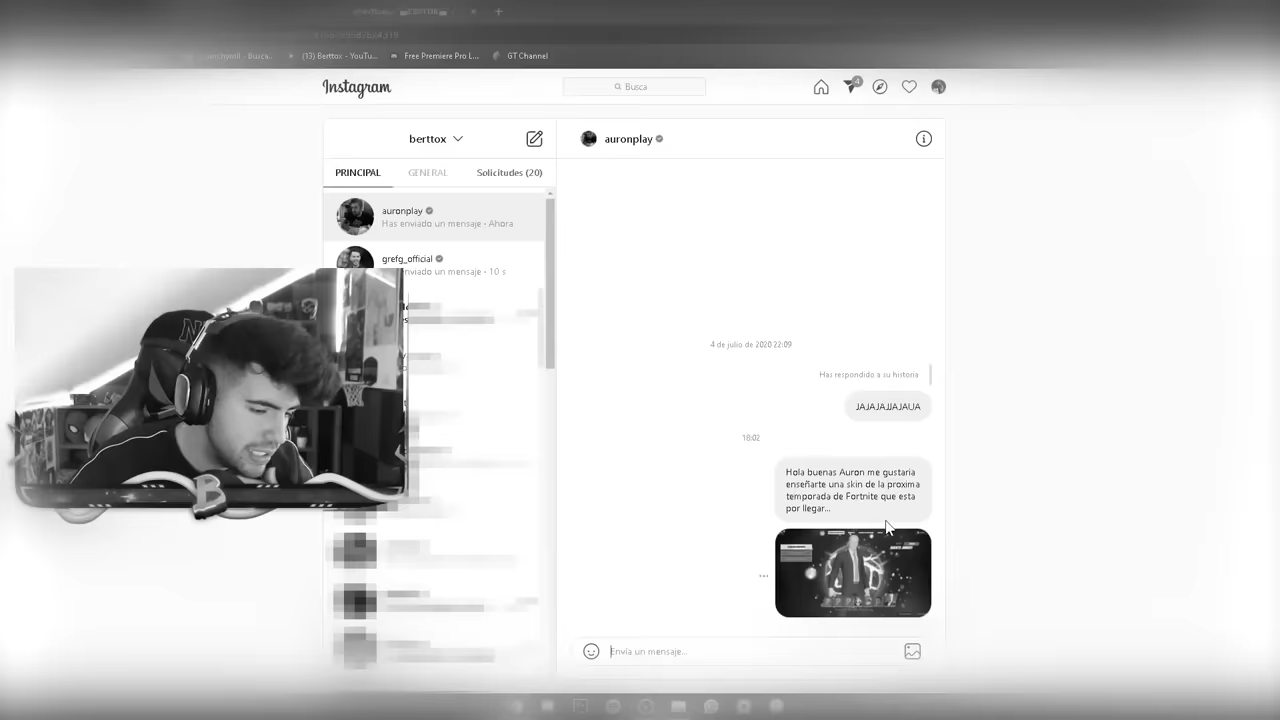 (13) Berttox - YouTu...
Free Premiere Pro L...
GT Channel
Instagram
Busca
4
berttox
auronplay
PRINCIPAL
GENERAL
Solicitudes (20)
auronplay
Has enviado un mensaje · Ahora
grefg_official
enviado un mensaje · 10 s
4 de julio de 2020 22:09
Has respondido a su historia
18:02
Hola buenas Auron me gustaria
enseñarte una skin de la proxima
temporada de Fortnite que esta
por llegar...
Envía un mensaje...
B